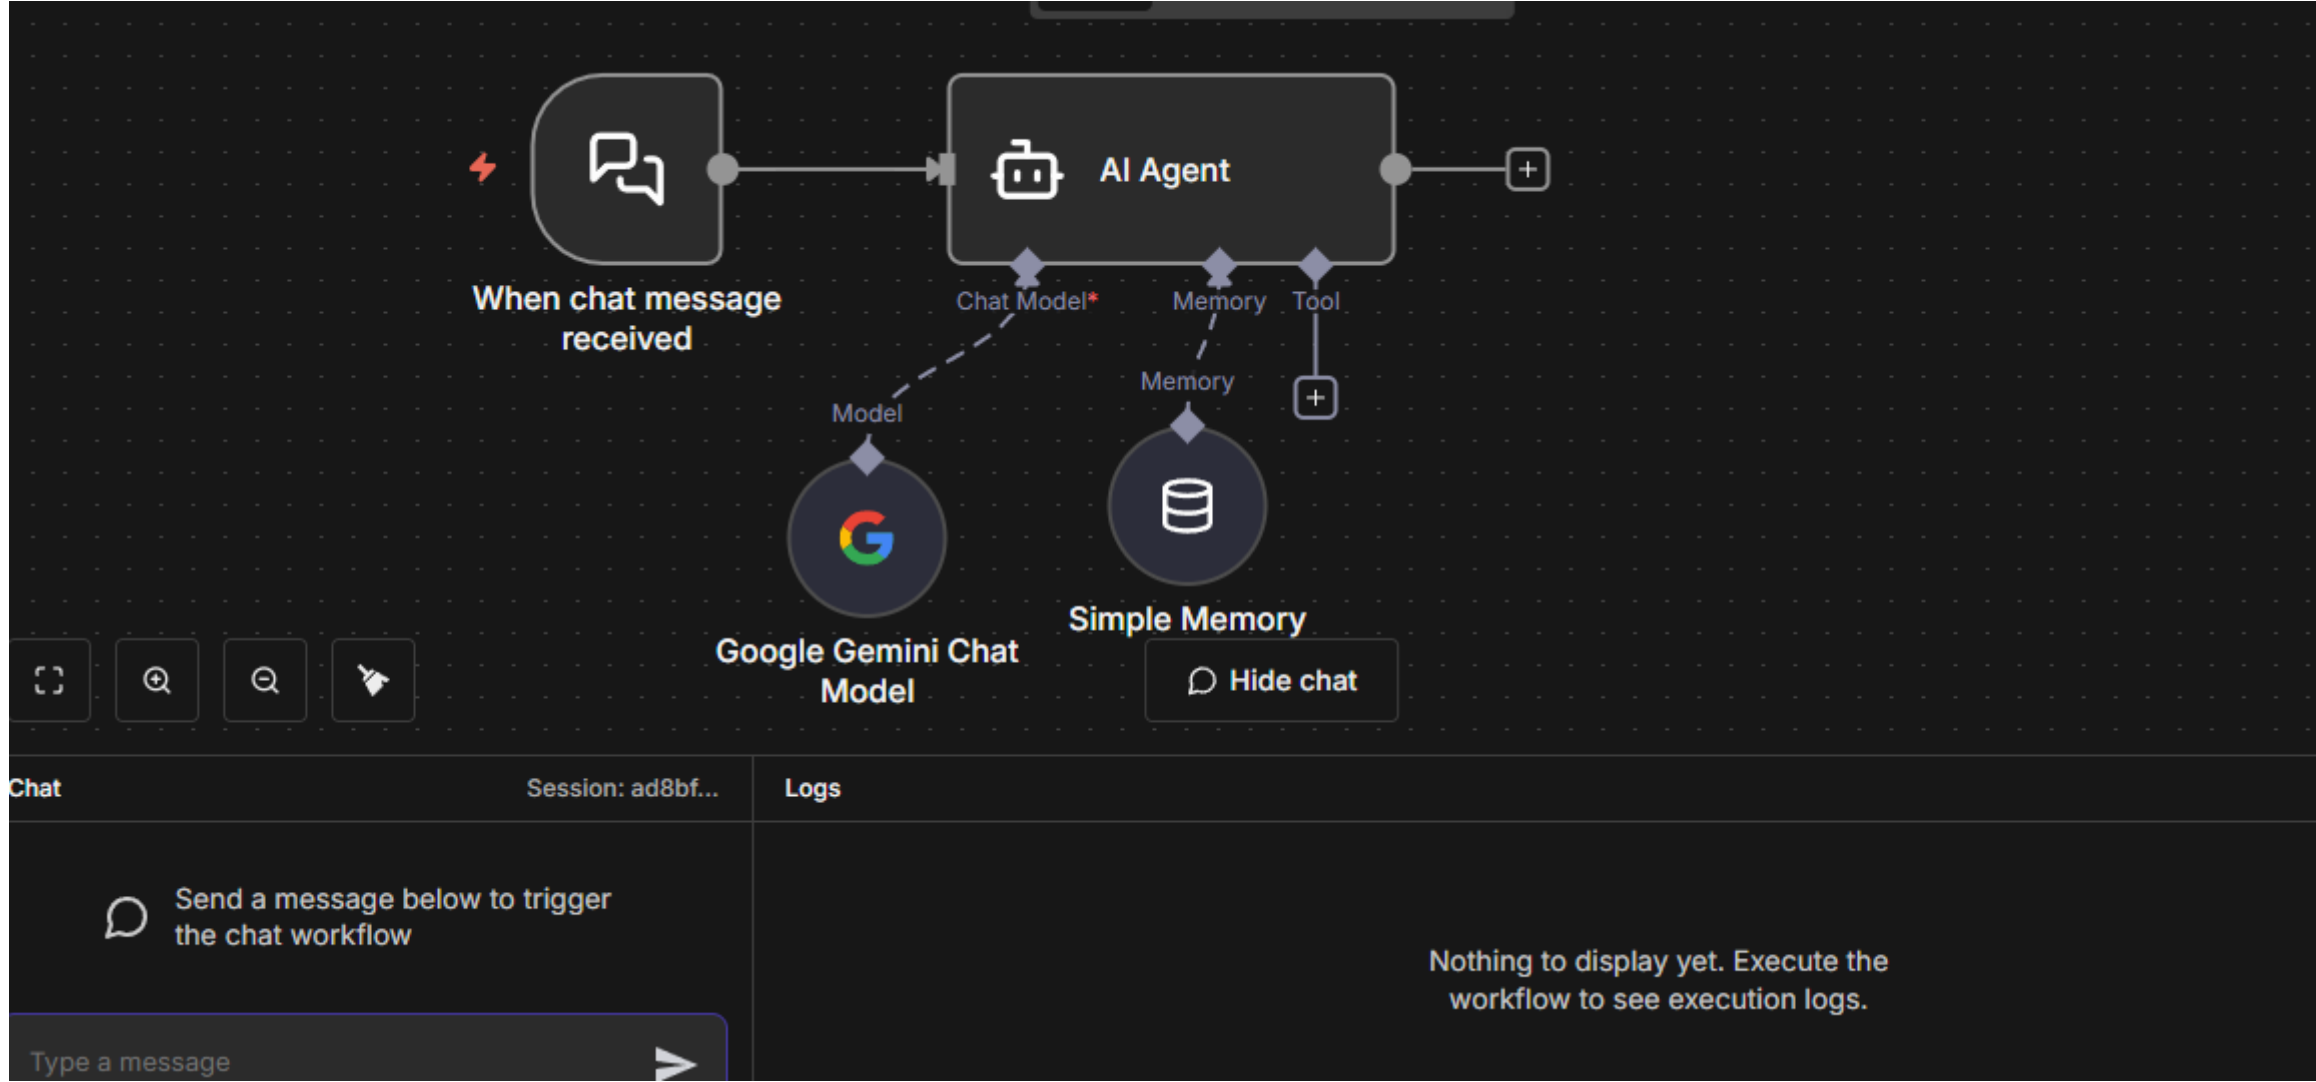 AI Agent
When chat message
received
Chat Model*
Memory
Tool
Memory
Model
Simple Memory
Google Gemini Chat
Model
Hide chat
Chat
Session: ad8bf...
Logs
Send a message below to trigger
the chat workflow
Nothing to display yet. Execute the
workflow to see execution logs.
Type a message